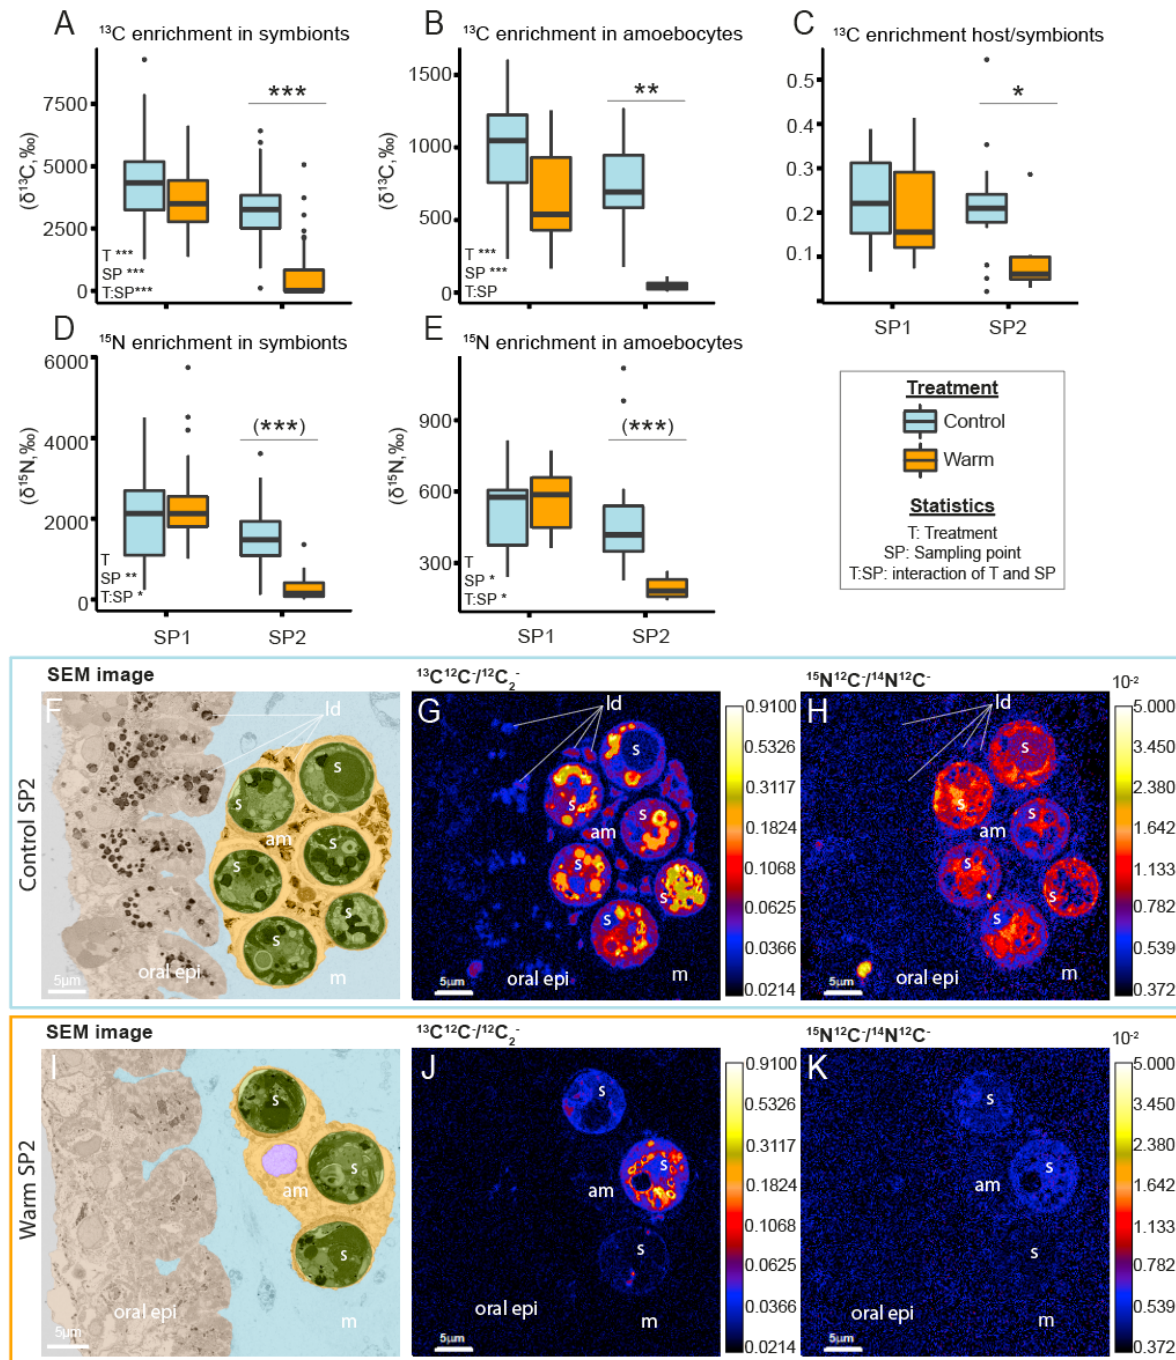 A
¹³C enrichment in symbionts
(δ¹³C,‰)
7500
5000
2500
0
***
T ***
SP ***
T:SP***
B
¹³C enrichment in amoebocytes
(δ¹³C,‰)
1500
1000
500
0
**
T ***
SP ***
T:SP
C
¹³C enrichment host/symbionts
0.5
0.4
0.3
0.2
0.1
*
SP1
SP2
D
¹⁵N enrichment in symbionts
(δ¹⁵N,‰)
6000
4000
2000
0
(***)
T
SP **
T:SP *
SP1
SP2
E
¹⁵N enrichment in amoebocytes
(δ¹⁵N,‰)
900
600
300
(***)
T
SP *
T:SP *
SP1
SP2
Treatment
Control
Warm
Statistics
T: Treatment
SP: Sampling point
T:SP: interaction of T and SP
Control SP2
SEM image
F
ld
s
s
am
s
s
s
s
oral epi
m
5µm
¹³C¹²C⁻/¹²C₂⁻
G
ld
s
s
am
s
s
s
s
oral epi
m
5µm
0.9100
0.5326
0.3117
0.1824
0.1068
0.0625
0.0366
0.0214
¹⁵N¹²C⁻/¹⁴N¹²C⁻
10⁻²
H
ld
s
s
am
s
s
s
s
oral epi
m
5µm
5.000
3.450
2.380
1.642
1.133
0.782
0.539
0.372
Warm SP2
SEM image
I
s
s
am
s
oral epi
m
5µm
¹³C¹²C⁻/¹²C₂⁻
J
s
s
am
s
oral epi
m
5µm
0.9100
0.5326
0.3117
0.1824
0.1068
0.0625
0.0366
0.0214
¹⁵N¹²C⁻/¹⁴N¹²C⁻
10⁻²
K
s
s
am
s
oral epi
m
5µm
5.000
3.450
2.380
1.642
1.133
0.782
0.539
0.372